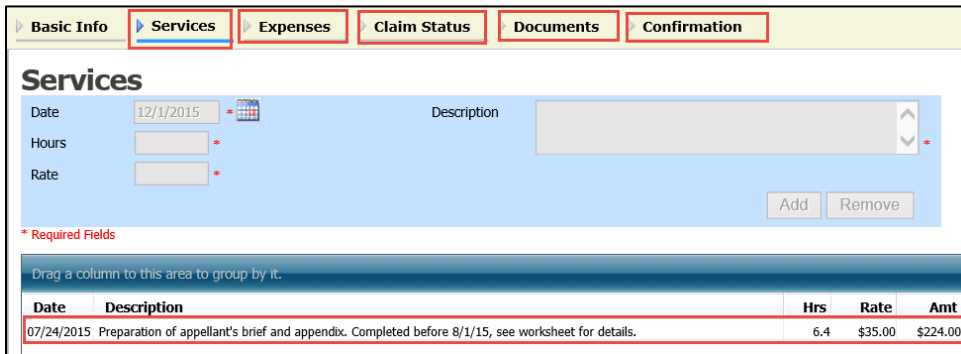 Basic Info Services Expenses Claim Status Documents Confirmation
Services
Date 12/1/2015 * Description
*
Hours *
Rate *
Add Remove
* Required Fields
Drag a column to this area to group by it.
Date Description Hrs Rate Amt
07/24/2015 Preparation of appellant's brief and appendix. Completed before 8/1/15, see worksheet for details. 6.4 $35.00 $224.00